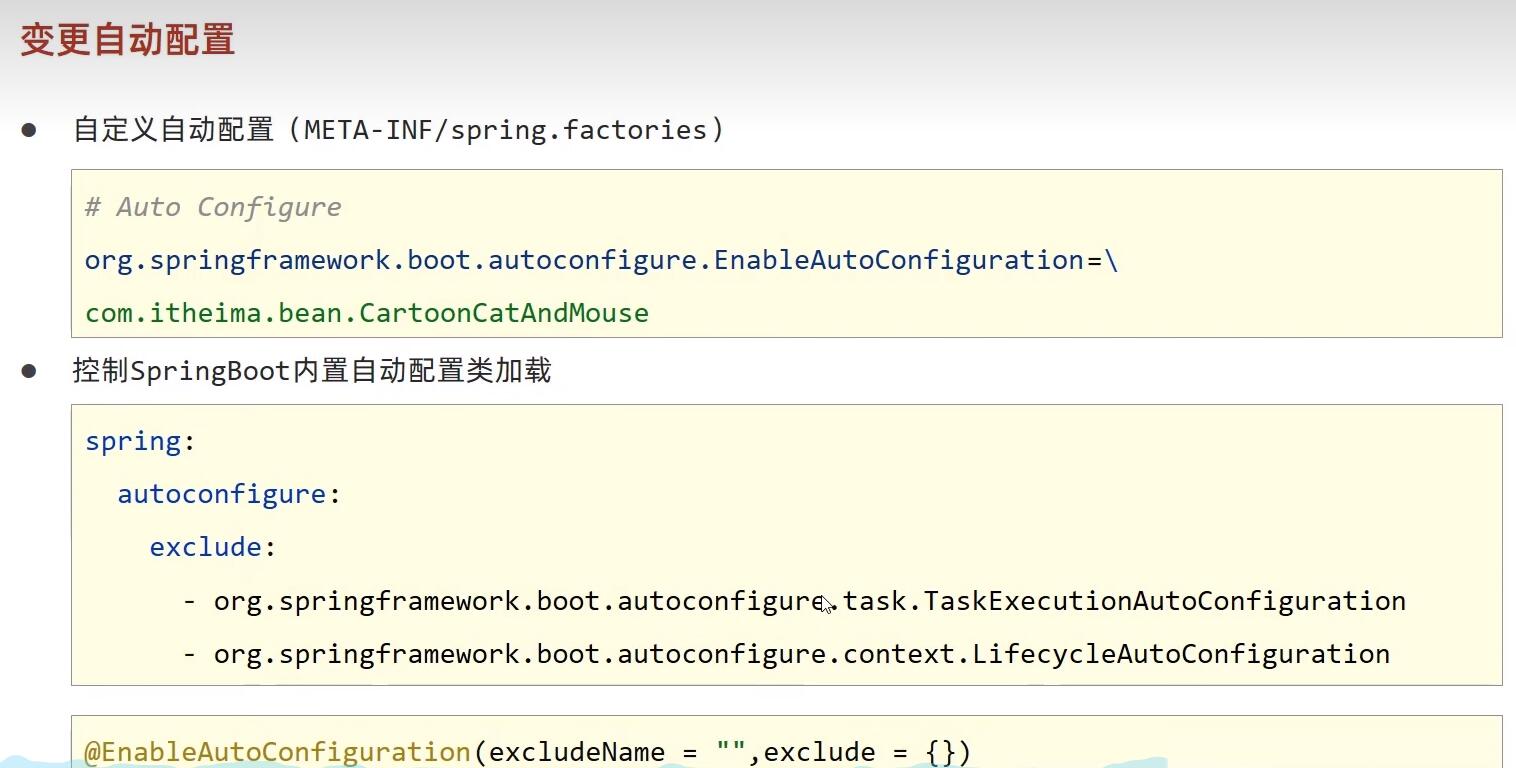 变更自动配置
● 自定义自动配置（META-INF/spring.factories）
# Auto Configure
org.springframework.boot.autoconfigure.EnableAutoConfiguration=\
com.itheima.bean.CartoonCatAndMouse
● 控制SpringBoot内置自动配置类加载
spring:
  autoconfigure:
    exclude:
      - org.springframework.boot.autoconfigure.task.TaskExecutionAutoConfiguration
      - org.springframework.boot.autoconfigure.context.LifecycleAutoConfiguration
@EnableAutoConfiguration(excludeName = "",exclude = {})